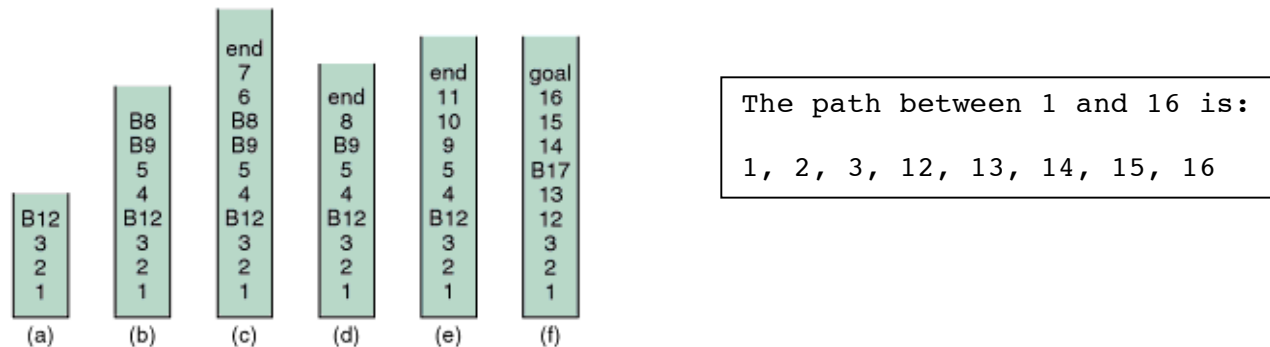 B12
3
2
1
(a)
B8
B9
5
4
B12
3
2
1
(b)
end
7
6
B8
B9
5
4
B12
3
2
1
(c)
end
8
B9
5
4
B12
3
2
1
(d)
end
11
10
9
5
4
B12
3
2
1
(e)
goal
16
15
14
B17
13
12
3
2
1
(f)
The path between 1 and 16 is:
1, 2, 3, 12, 13, 14, 15, 16